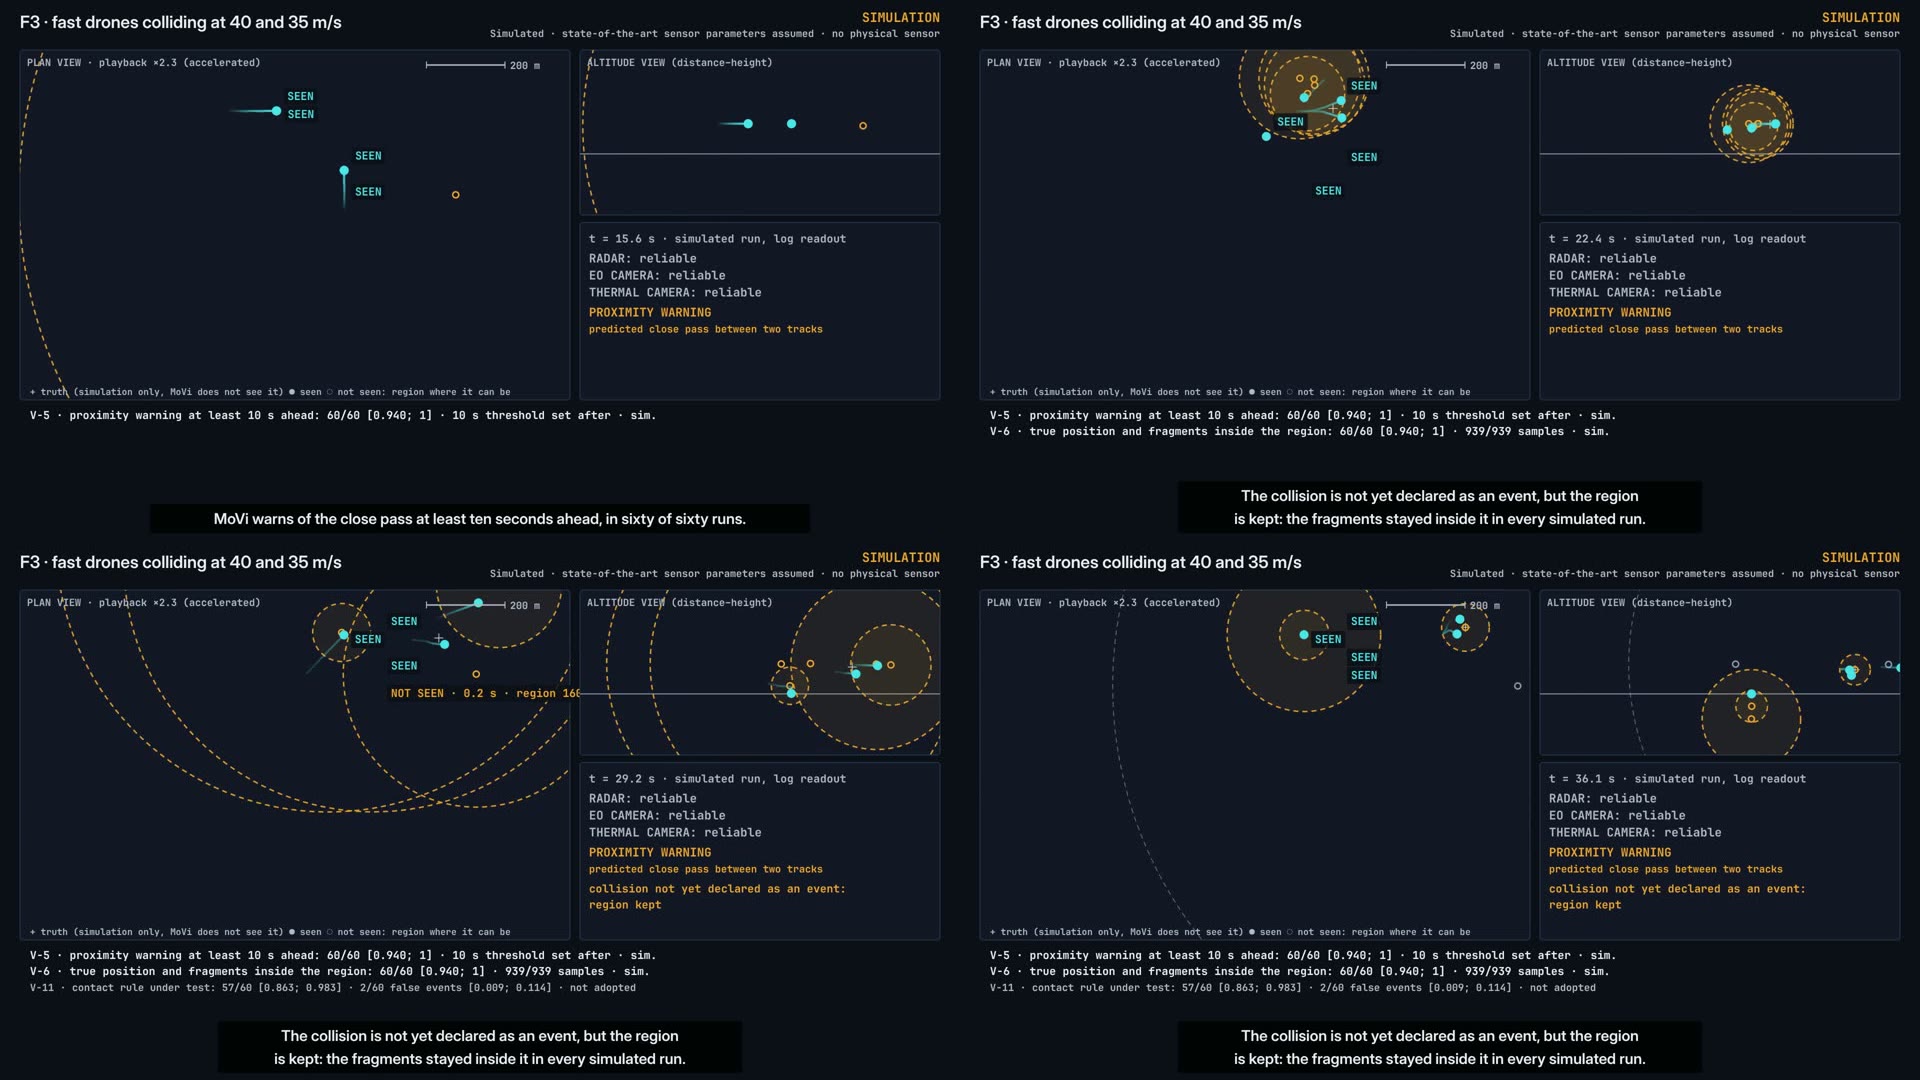 F3 · fast drones colliding at 40 and 35 m/s
SIMULATION
Simulated · state-of-the-art sensor parameters assumed · no physical sensor
PLAN VIEW · playback ×2.3 (accelerated)
200 m
SEEN
SEEN
SEEN
SEEN
+ truth (simulation only, MoVi does not see it) ● seen ○ not seen: region where it can be
ALTITUDE VIEW (distance-height)
t = 15.6 s · simulated run, log readout
RADAR: reliable
EO CAMERA: reliable
THERMAL CAMERA: reliable
PROXIMITY WARNING
predicted close pass between two tracks
V-5 · proximity warning at least 10 s ahead: 60/60 [0.940; 1] · 10 s threshold set after · sim.
MoVi warns of the close pass at least ten seconds ahead, in sixty of sixty runs.
F3 · fast drones colliding at 40 and 35 m/s
SIMULATION
Simulated · state-of-the-art sensor parameters assumed · no physical sensor
PLAN VIEW · playback ×2.3 (accelerated)
200 m
SEEN
SEEN
SEEN
SEEN
+ truth (simulation only, MoVi does not see it) ● seen ○ not seen: region where it can be
ALTITUDE VIEW (distance-height)
t = 22.4 s · simulated run, log readout
RADAR: reliable
EO CAMERA: reliable
THERMAL CAMERA: reliable
PROXIMITY WARNING
predicted close pass between two tracks
V-5 · proximity warning at least 10 s ahead: 60/60 [0.940; 1] · 10 s threshold set after · sim.
V-6 · true position and fragments inside the region: 60/60 [0.940; 1] · 939/939 samples · sim.
The collision is not yet declared as an event, but the region
is kept: the fragments stayed inside it in every simulated run.
F3 · fast drones colliding at 40 and 35 m/s
SIMULATION
Simulated · state-of-the-art sensor parameters assumed · no physical sensor
PLAN VIEW · playback ×2.3 (accelerated)
200 m
SEEN
SEEN
SEEN
NOT SEEN · 0.2 s · region 160
+ truth (simulation only, MoVi does not see it) ● seen ○ not seen: region where it can be
ALTITUDE VIEW (distance-height)
t = 29.2 s · simulated run, log readout
RADAR: reliable
EO CAMERA: reliable
THERMAL CAMERA: reliable
PROXIMITY WARNING
predicted close pass between two tracks
collision not yet declared as an event:
region kept
V-5 · proximity warning at least 10 s ahead: 60/60 [0.940; 1] · 10 s threshold set after · sim.
V-6 · true position and fragments inside the region: 60/60 [0.940; 1] · 939/939 samples · sim.
V-11 · contact rule under test: 57/60 [0.863; 0.983] · 2/60 false events [0.009; 0.114] · not adopted
The collision is not yet declared as an event, but the region
is kept: the fragments stayed inside it in every simulated run.
F3 · fast drones colliding at 40 and 35 m/s
SIMULATION
Simulated · state-of-the-art sensor parameters assumed · no physical sensor
PLAN VIEW · playback ×2.3 (accelerated)
200 m
SEEN
SEEN
SEEN
SEEN
+ truth (simulation only, MoVi does not see it) ● seen ○ not seen: region where it can be
ALTITUDE VIEW (distance-height)
t = 36.1 s · simulated run, log readout
RADAR: reliable
EO CAMERA: reliable
THERMAL CAMERA: reliable
PROXIMITY WARNING
predicted close pass between two tracks
collision not yet declared as an event:
region kept
V-5 · proximity warning at least 10 s ahead: 60/60 [0.940; 1] · 10 s threshold set after · sim.
V-6 · true position and fragments inside the region: 60/60 [0.940; 1] · 939/939 samples · sim.
V-11 · contact rule under test: 57/60 [0.863; 0.983] · 2/60 false events [0.009; 0.114] · not adopted
The collision is not yet declared as an event, but the region
is kept: the fragments stayed inside it in every simulated run.